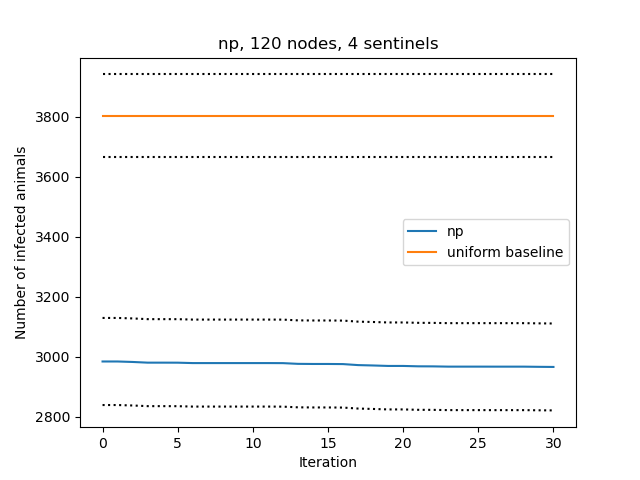 np, 120 nodes, 4 sentinels
Number of infected animals
3800
3600
3400
3200
3000
2800
np
uniform baseline
0 5 10 15 20 25 30
Iteration